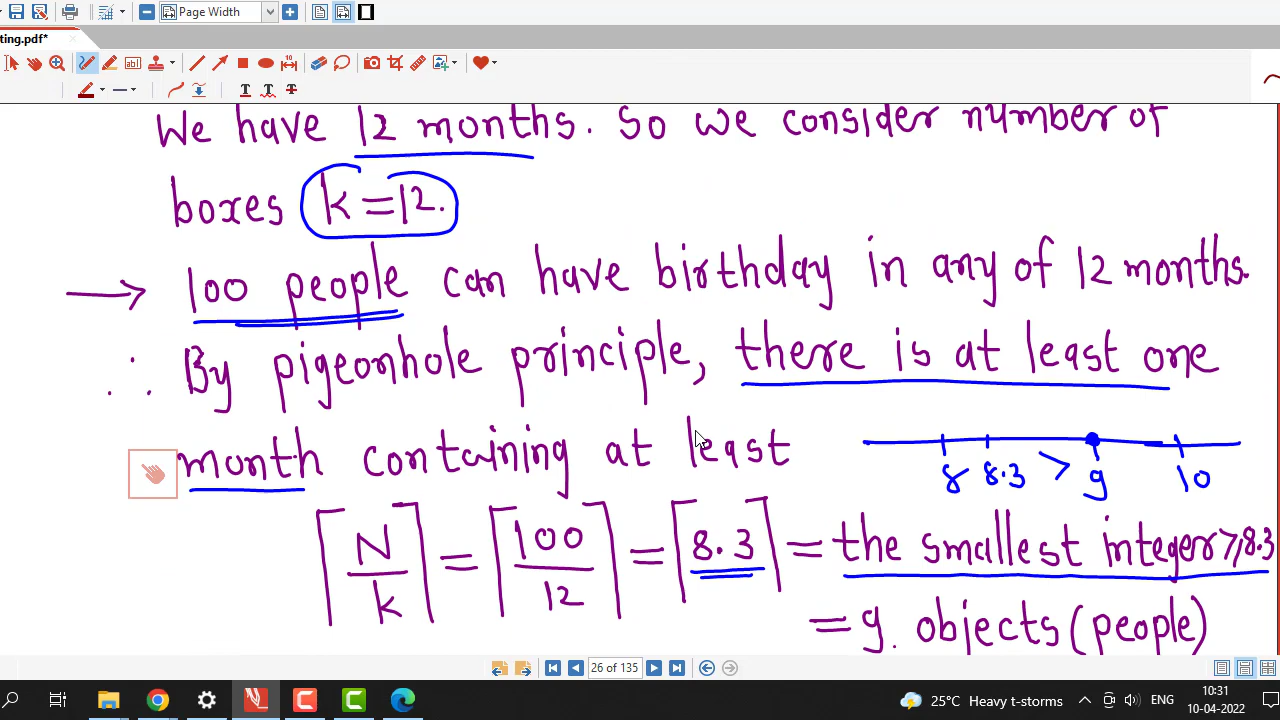 Page Width
ting.pdf*
We have 12 months. So we consider number of
boxes k=12.
→ 100 people can have birthday in any of 12 months.
∴ By pigeonhole principle, there is at least one
month containing at least
8 8.3 > 9 10
⌈N/k⌉ = ⌈100/12⌉ = ⌈8.3⌉ = the smallest integer ≥ 8.3
= 9. objects (people)
26 of 135
25°C Heavy t-storms
ENG
10:31
10-04-2022